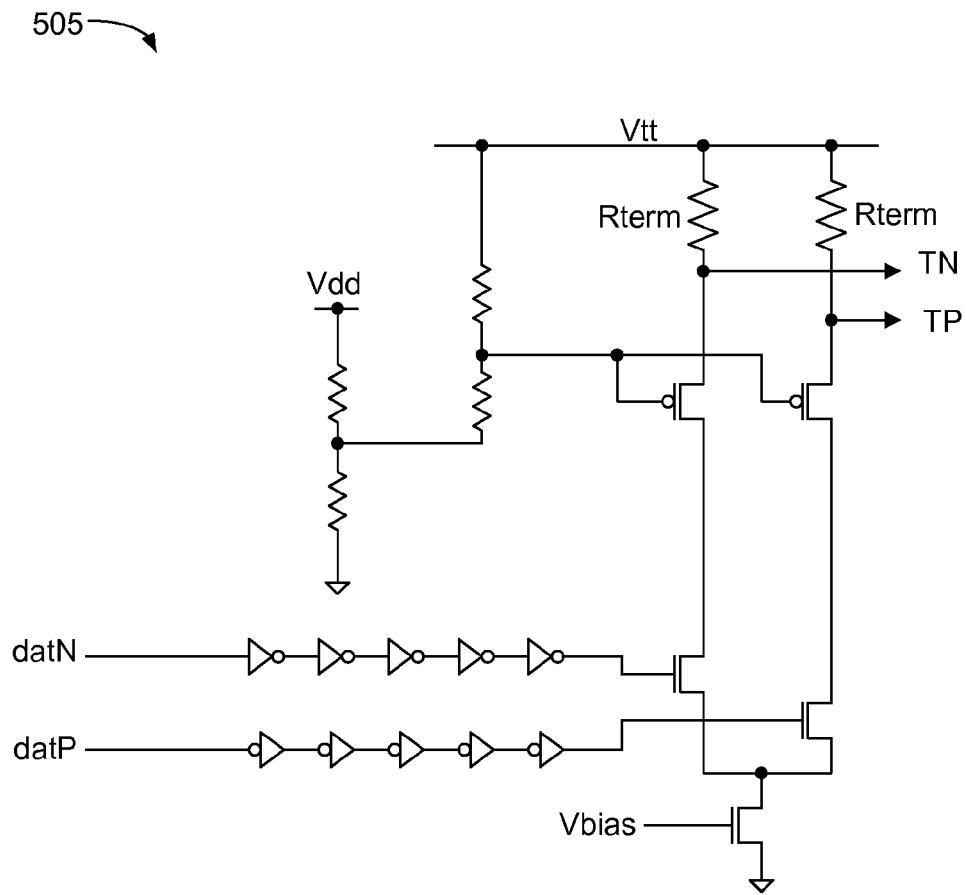 505
Vtt
Rterm
Rterm
TN
Vdd
TP
datN
datP
Vbias